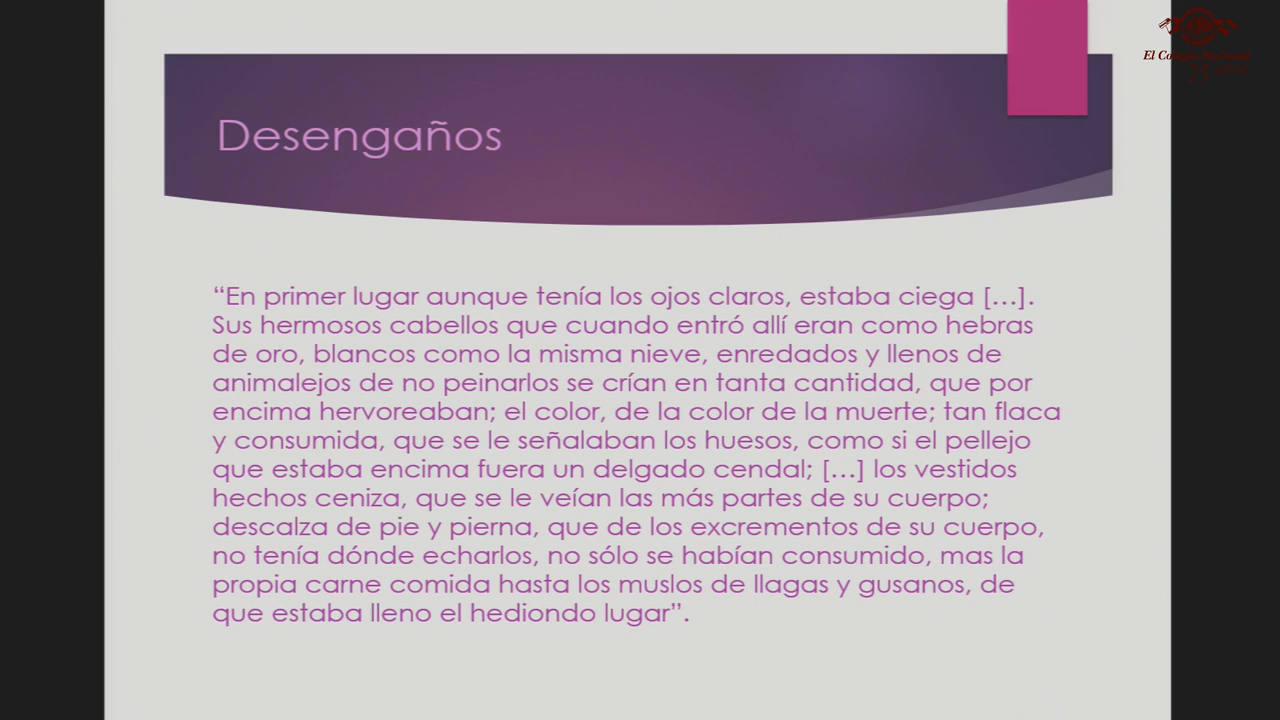 El Colegio Nacional
Desengaños
“En primer lugar aunque tenía los ojos claros, estaba ciega […].
Sus hermosos cabellos que cuando entró allí eran como hebras
de oro, blancos como la misma nieve, enredados y llenos de
animalejos de no peinarlos se crían en tanta cantidad, que por
encima hervoreaban; el color, de la color de la muerte; tan flaca
y consumida, que se le señalaban los huesos, como si el pellejo
que estaba encima fuera un delgado cendal; […] los vestidos
hechos ceniza, que se le veían las más partes de su cuerpo;
descalza de pie y pierna, que de los excrementos de su cuerpo,
no tenía dónde echarlos, no sólo se habían consumido, mas la
propia carne comida hasta los muslos de llagas y gusanos, de
que estaba lleno el hediondo lugar”.